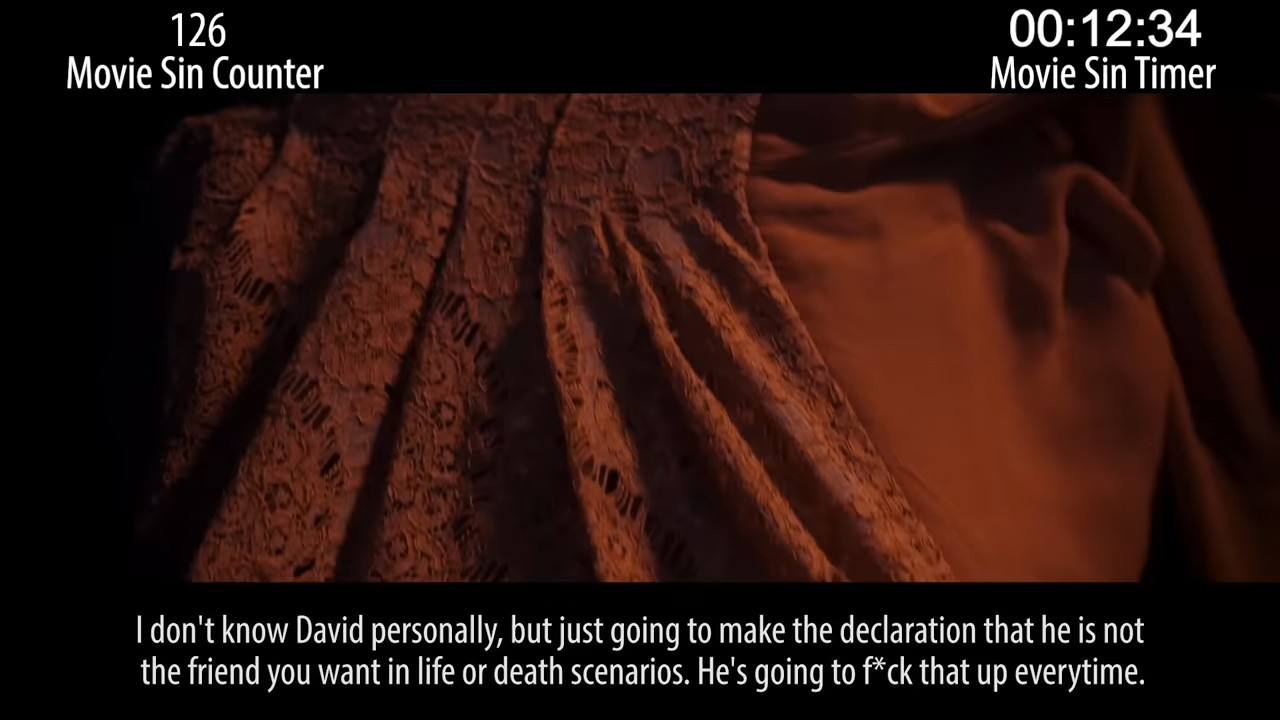 126
Movie Sin Counter
00:12:34
Movie Sin Timer
I don't know David personally, but just going to make the declaration that he is not
the friend you want in life or death scenarios. He's going to f*ck that up everytime.